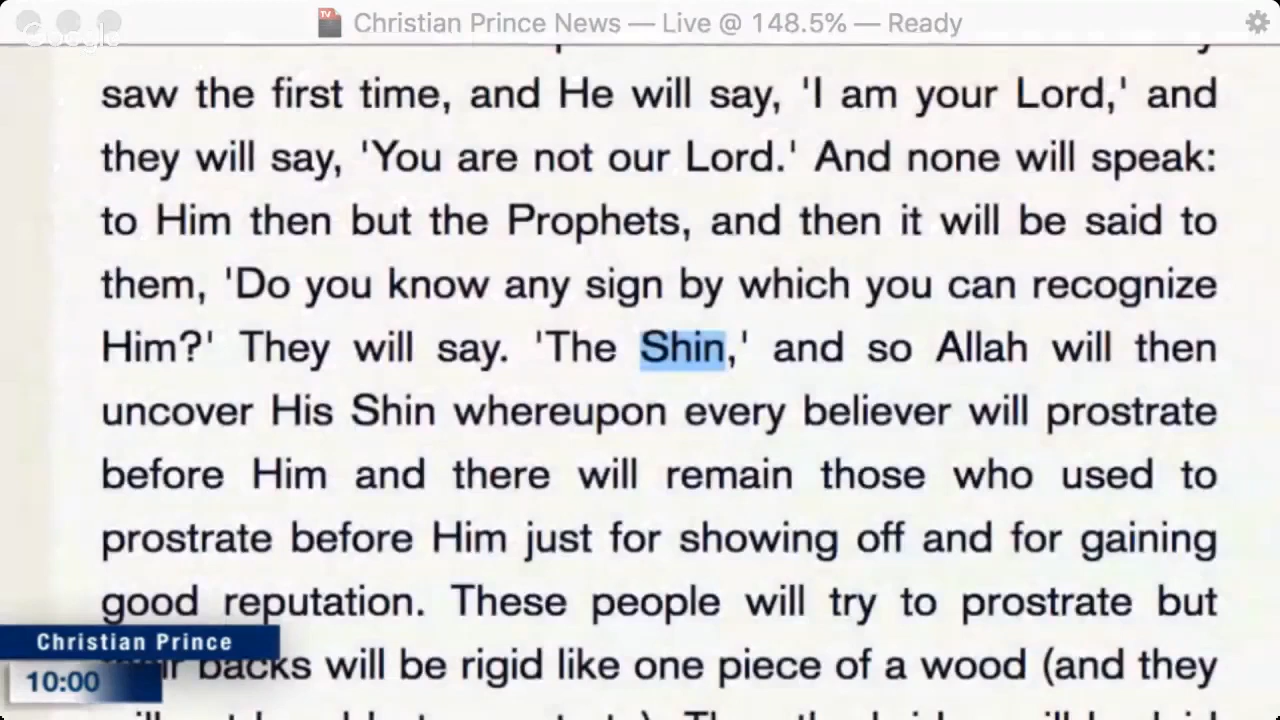 Christian Prince News — Live @ 148.5% — Ready
Google
saw the first time, and He will say, 'I am your Lord,' and
they will say, 'You are not our Lord.' And none will speak:
to Him then but the Prophets, and then it will be said to
them, 'Do you know any sign by which you can recognize
Him?' They will say. 'The Shin,' and so Allah will then
uncover His Shin whereupon every believer will prostrate
before Him and there will remain those who used to
prostrate before Him just for showing off and for gaining
good reputation. These people will try to prostrate but
backs will be rigid like one piece of a wood (and they
Christian Prince
10:00